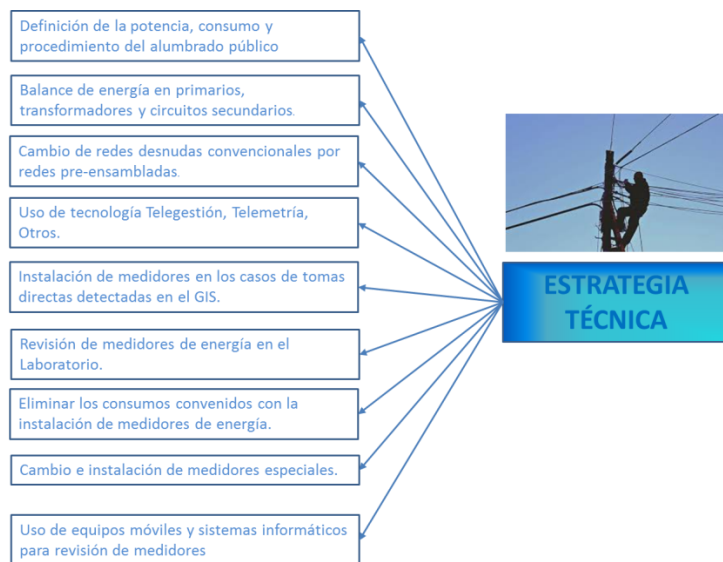 Definición de la potencia, consumo y
procedimiento del alumbrado público
Balance de energía en primarios,
transformadores y circuitos secundarios.
Cambio de redes desnudas convencionales por
redes pre-ensambladas.
Uso de tecnología Telegestión, Telemetría,
Otros.
Instalación de medidores en los casos de tomas
directas detectadas en el GIS.
Revisión de medidores de energía en el
Laboratorio.
Eliminar los consumos convenidos con la
instalación de medidores de energía.
Cambio e instalación de medidores especiales.
Uso de equipos móviles y sistemas informáticos
para revisión de medidores
ESTRATEGIA
TÉCNICA